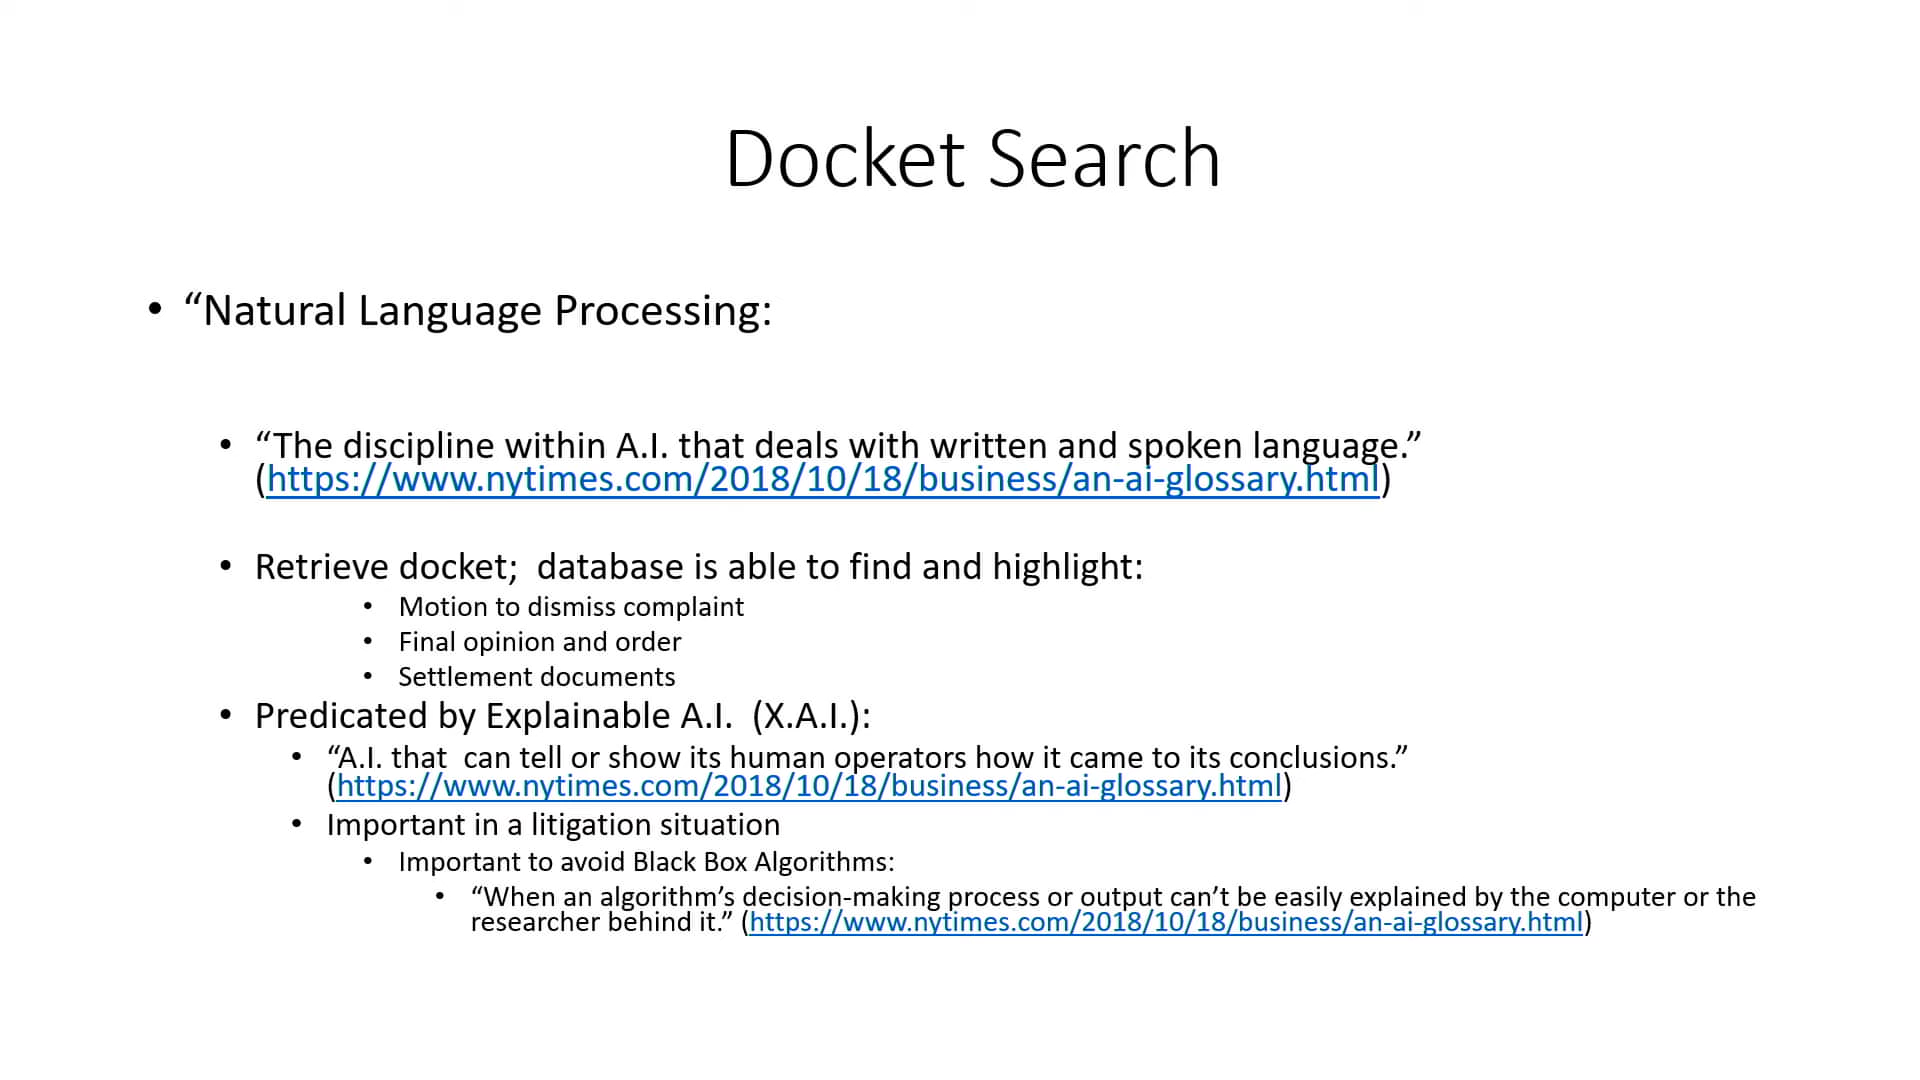 Docket Search
• “Natural Language Processing:
• “The discipline within A.I. that deals with written and spoken language.”
(https://www.nytimes.com/2018/10/18/business/an-ai-glossary.html)
• Retrieve docket;  database is able to find and highlight:
• Motion to dismiss complaint
• Final opinion and order
• Settlement documents
• Predicated by Explainable A.I.  (X.A.I.):
• “A.I. that  can tell or show its human operators how it came to its conclusions.”
(https://www.nytimes.com/2018/10/18/business/an-ai-glossary.html)
• Important in a litigation situation
• Important to avoid Black Box Algorithms:
• “When an algorithm’s decision-making process or output can’t be easily explained by the computer or the
researcher behind it.” (https://www.nytimes.com/2018/10/18/business/an-ai-glossary.html)